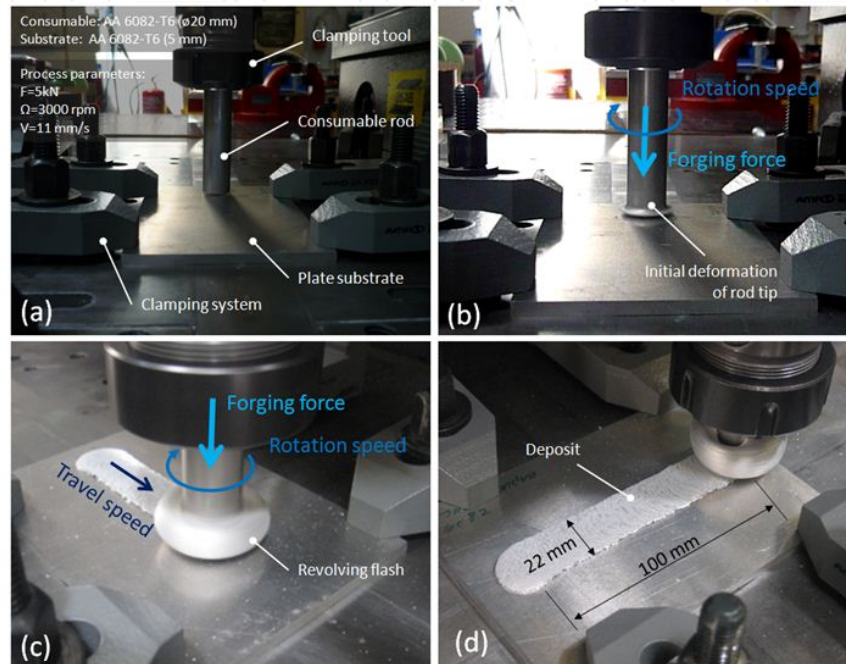 Consumable: AA 6082-T6 (ø20 mm)
Substrate: AA 6082-T6 (5 mm)
Process parameters:
F=5kN
Ω=3000 rpm
V=11 mm/s
Clamping tool
Consumable rod
Plate substrate
Clamping system
(a)
Rotation speed
Forging force
Initial deformation
of rod tip
(b)
Forging force
Rotation speed
Travel speed
Revolving flash
(c)
Deposit
22 mm
100 mm
(d)